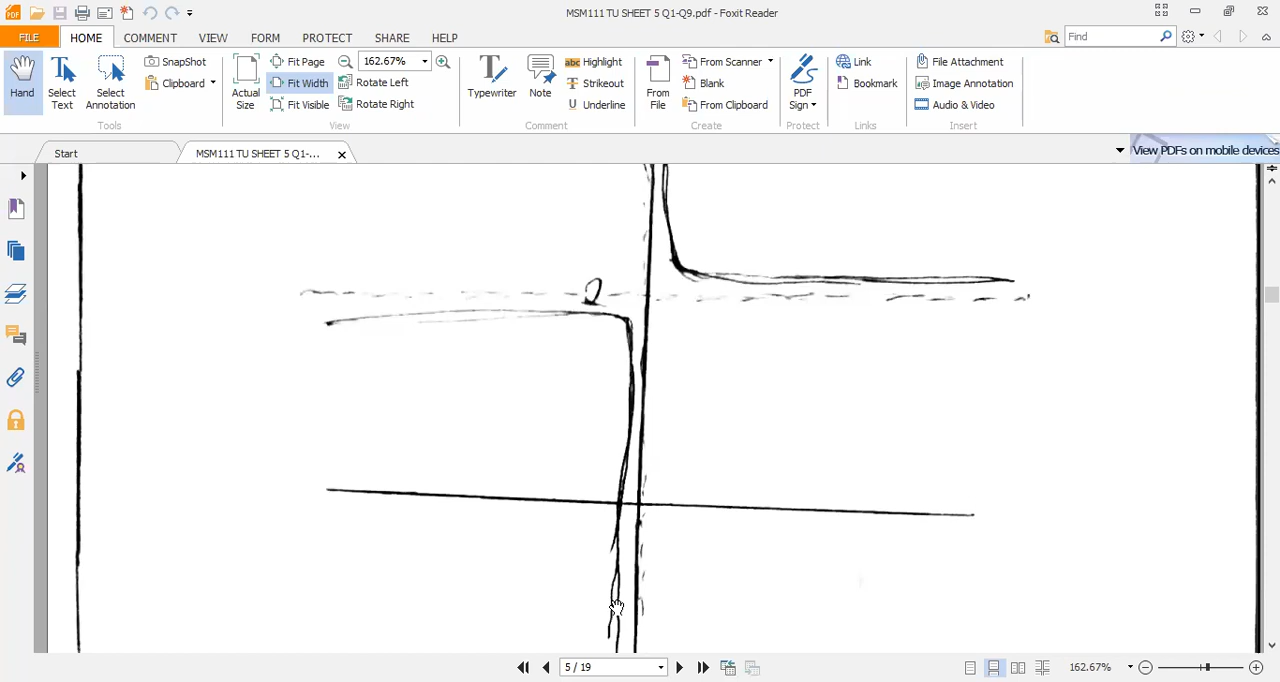 MSM111 TU SHEET 5 Q1-Q9.pdf - Foxit Reader
FILE HOME COMMENT VIEW FORM PROTECT SHARE HELP
Find
Hand
Select Text
Select Annotation
SnapShot
Clipboard
Tools
Actual Size
Fit Page
Fit Width
Fit Visible
162.67%
Rotate Left
Rotate Right
View
Typewriter
Note
abc Highlight
Strikeout
Underline
Comment
From File
From Scanner
Blank
From Clipboard
Create
PDF Sign
Protect
Link
Bookmark
Links
File Attachment
Image Annotation
Audio & Video
Insert
Start
MSM111 TU SHEET 5 Q1-...
View PDFs on mobile devices
2
5 / 19
162.67%